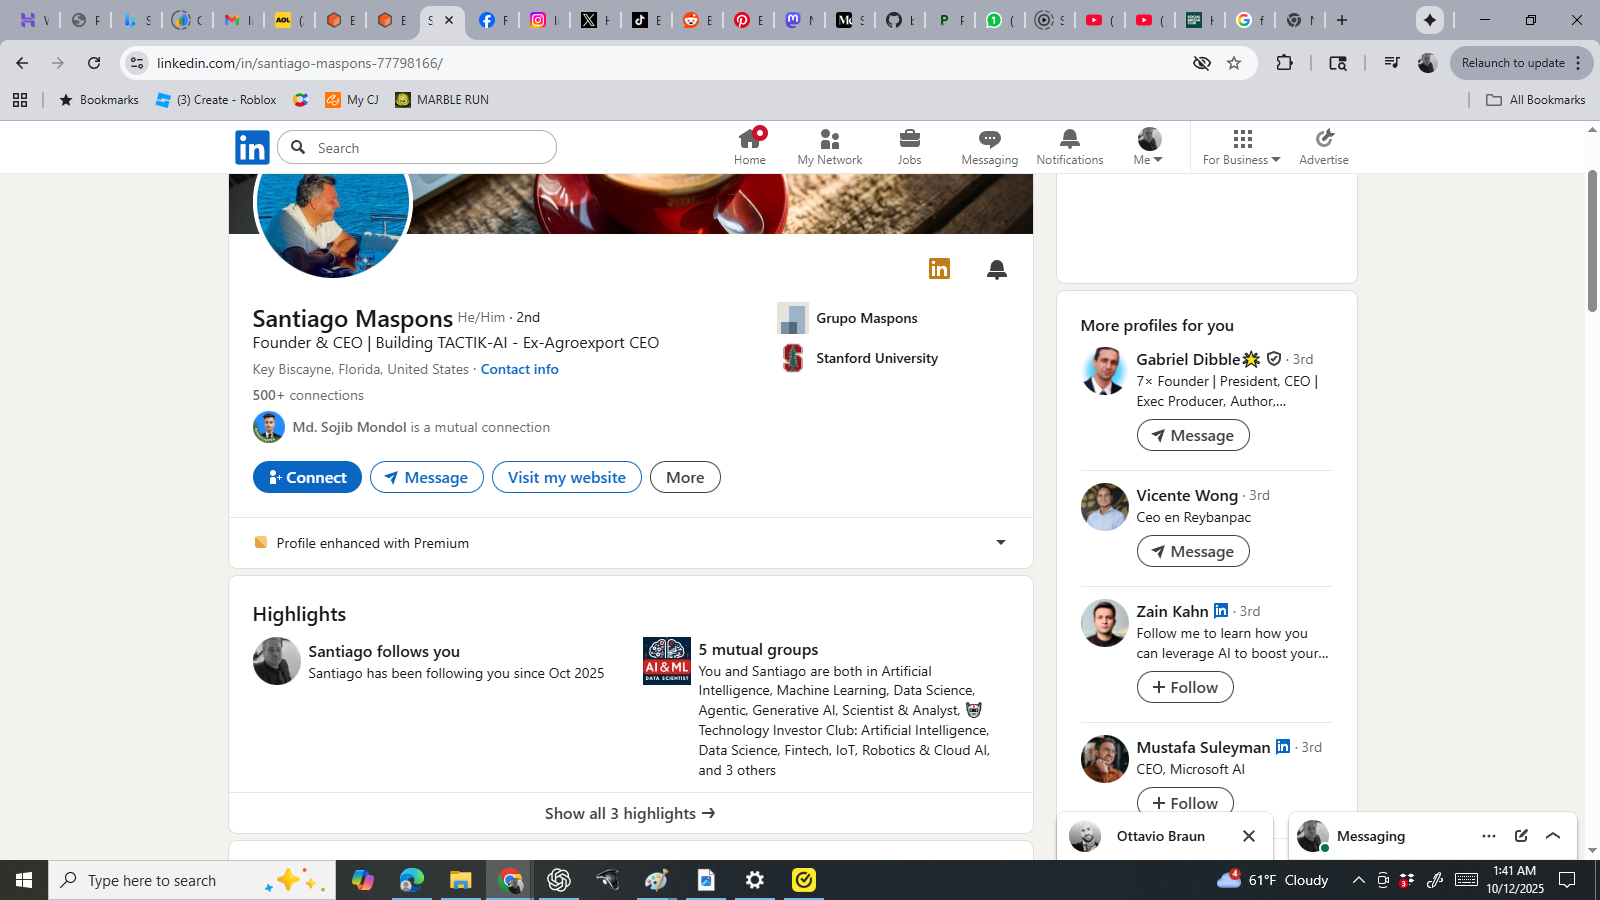 linkedin.com/in/santiago-maspons-77798166/
Relaunch to update
Bookmarks
(3) Create - Roblox
My CJ
MARBLE RUN
All Bookmarks
in
Search
Home
My Network
Jobs
Messaging
Notifications
Me
For Business
Advertise
Santiago Maspons He/Him · 2nd
Founder & CEO | Building TACTIK-AI - Ex-Agroexport CEO
Key Biscayne, Florida, United States · Contact info
500+ connections
Md. Sojib Mondol is a mutual connection
Connect
Message
Visit my website
More
Grupo Maspons
Stanford University
Profile enhanced with Premium
Highlights
Santiago follows you
Santiago has been following you since Oct 2025
AI & ML
DATA SCIENTIST
5 mutual groups
You and Santiago are both in Artificial
Intelligence, Machine Learning, Data Science,
Agentic, Generative AI, Scientist & Analyst,
Technology Investor Club: Artificial Intelligence,
Data Science, Fintech, IoT, Robotics & Cloud AI,
and 3 others
Show all 3 highlights →
More profiles for you
Gabriel Dibble · 3rd
7× Founder | President, CEO |
Exec Producer, Author,...
Message
Vicente Wong · 3rd
Ceo en Reybanpac
Message
Zain Kahn · 3rd
Follow me to learn how you
can leverage AI to boost your...
+ Follow
Mustafa Suleyman · 3rd
CEO, Microsoft AI
+ Follow
Ottavio Braun
Messaging
Type here to search
4
61°F Cloudy
3
1:41 AM
10/12/2025